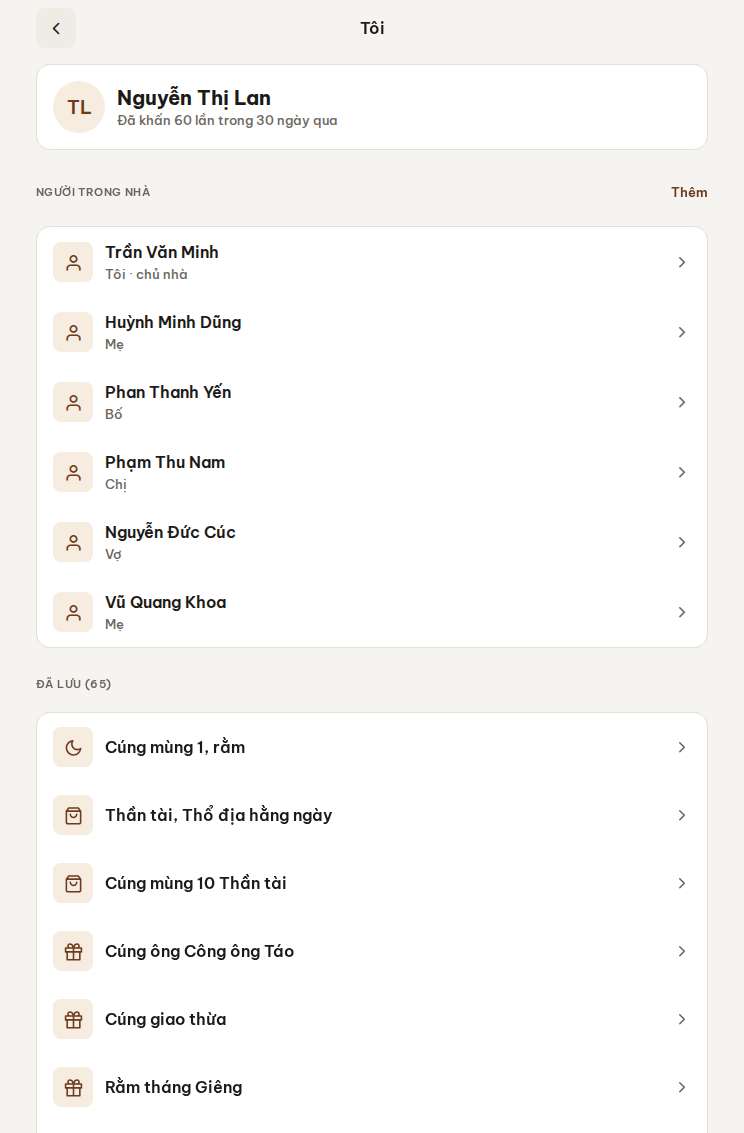 Tôi
TL
Nguyễn Thị Lan
Đã khấn 60 lần trong 30 ngày qua
NGƯỜI TRONG NHÀ
Thêm
Trần Văn Minh
Tôi · chủ nhà
Huỳnh Minh Dũng
Mẹ
Phan Thanh Yến
Bố
Phạm Thu Nam
Chị
Nguyễn Đức Cúc
Vợ
Vũ Quang Khoa
Mẹ
ĐÃ LƯU (65)
Cúng mùng 1, rằm
Thần tài, Thổ địa hằng ngày
Cúng mùng 10 Thần tài
Cúng ông Công ông Táo
Cúng giao thừa
Rằm tháng Giêng